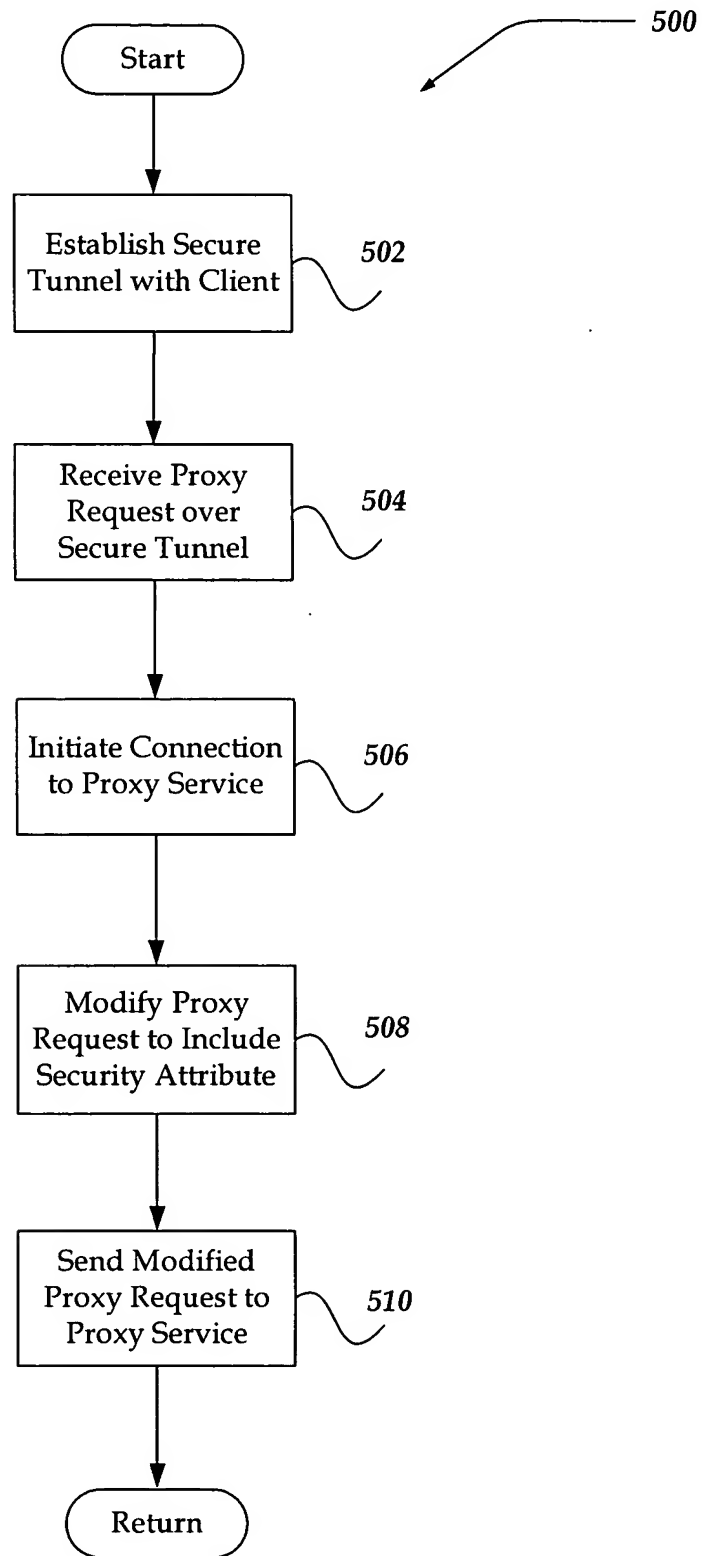 500
Start
Establish Secure
Tunnel with Client
502
Receive Proxy
Request over
Secure Tunnel
504
Initiate Connection
to Proxy Service
506
Modify Proxy
Request to Include
Security Attribute
508
Send Modified
Proxy Request to
Proxy Service
510
Return